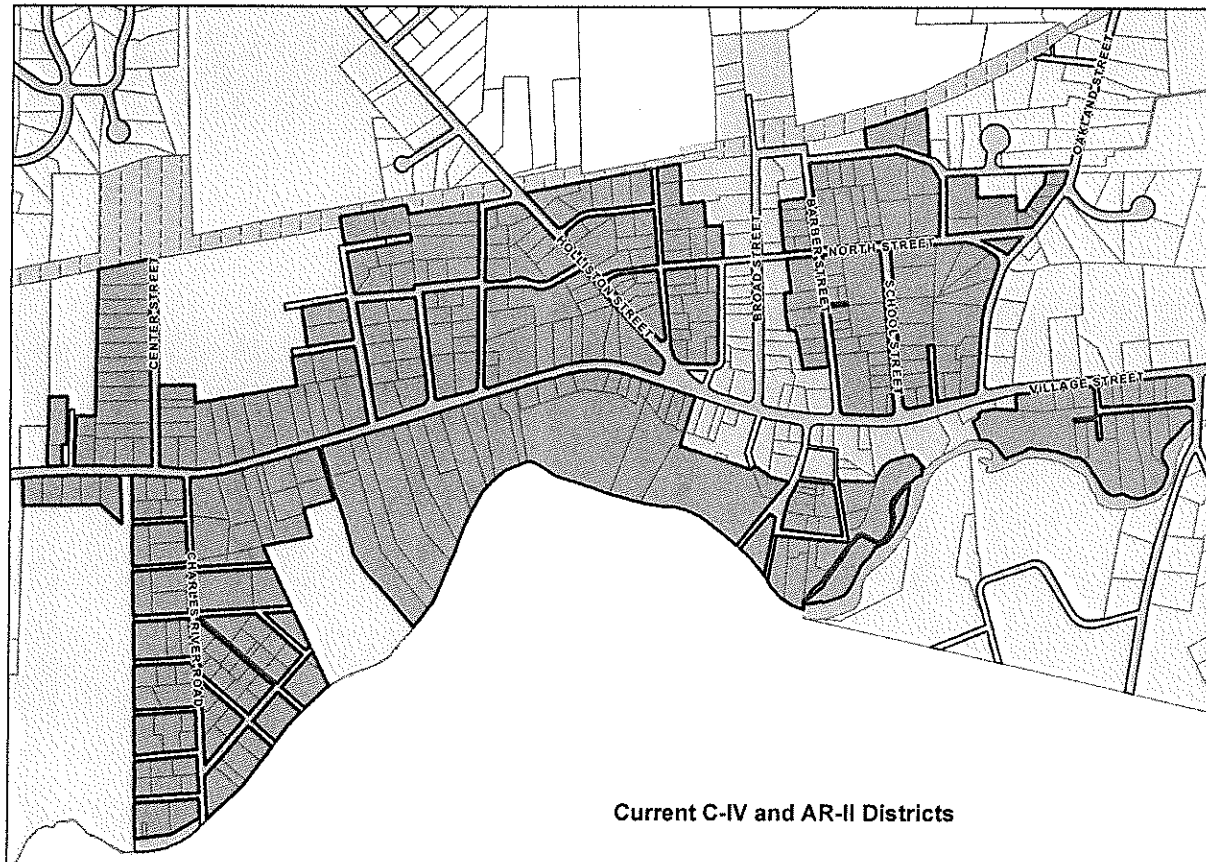 OAKLAND STREET
HOLLISTON STREET
BROAD STREET
BARBER STREET
NORTH STREET
SCHOOL STREET
CENTER STREET
VILLAGE STREET
CHARLES RIVER ROAD
Current C-IV and AR-II Districts